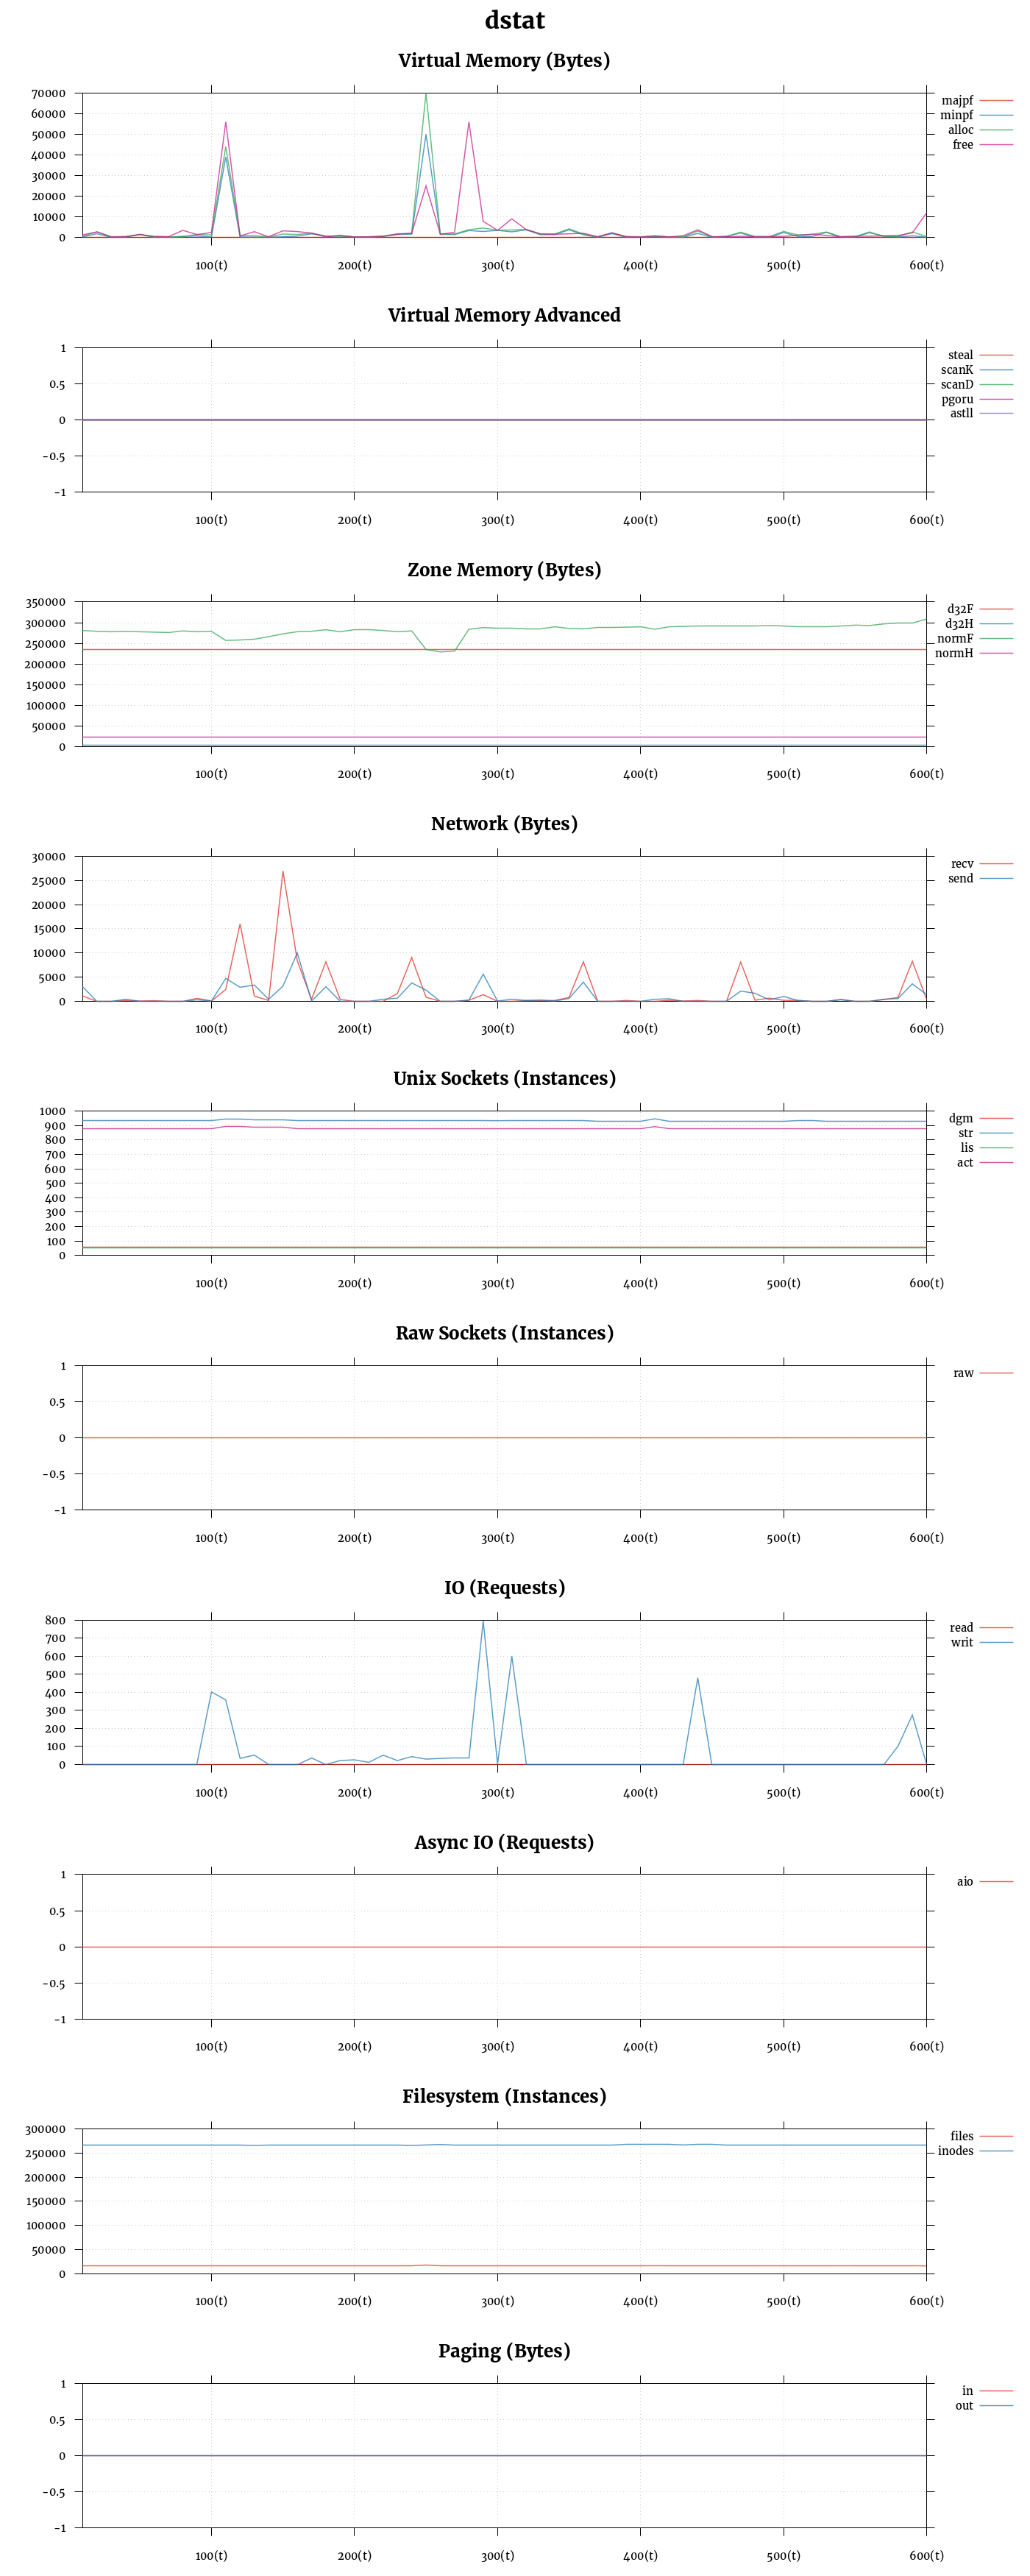 dstat
Virtual Memory (Bytes)
70000
60000
50000
40000
30000
20000
10000
0
100(t) 200(t) 300(t) 400(t) 500(t) 600(t)
majpf
minpf
alloc
free
Virtual Memory Advanced
1
0.5
0
-0.5
-1
100(t) 200(t) 300(t) 400(t) 500(t) 600(t)
steal
scanK
scanD
pgoru
astll
Zone Memory (Bytes)
350000
300000
250000
200000
150000
100000
50000
0
100(t) 200(t) 300(t) 400(t) 500(t) 600(t)
d32F
d32H
normF
normH
Network (Bytes)
30000
25000
20000
15000
10000
5000
0
100(t) 200(t) 300(t) 400(t) 500(t) 600(t)
recv
send
Unix Sockets (Instances)
1000
900
800
700
600
500
400
300
200
100
0
100(t) 200(t) 300(t) 400(t) 500(t) 600(t)
dgm
str
lis
act
Raw Sockets (Instances)
1
0.5
0
-0.5
-1
100(t) 200(t) 300(t) 400(t) 500(t) 600(t)
raw
IO (Requests)
800
700
600
500
400
300
200
100
0
100(t) 200(t) 300(t) 400(t) 500(t) 600(t)
read
writ
Async IO (Requests)
1
0.5
0
-0.5
-1
100(t) 200(t) 300(t) 400(t) 500(t) 600(t)
aio
Filesystem (Instances)
300000
250000
200000
150000
100000
50000
0
100(t) 200(t) 300(t) 400(t) 500(t) 600(t)
files
inodes
Paging (Bytes)
1
0.5
0
-0.5
-1
100(t) 200(t) 300(t) 400(t) 500(t) 600(t)
in
out